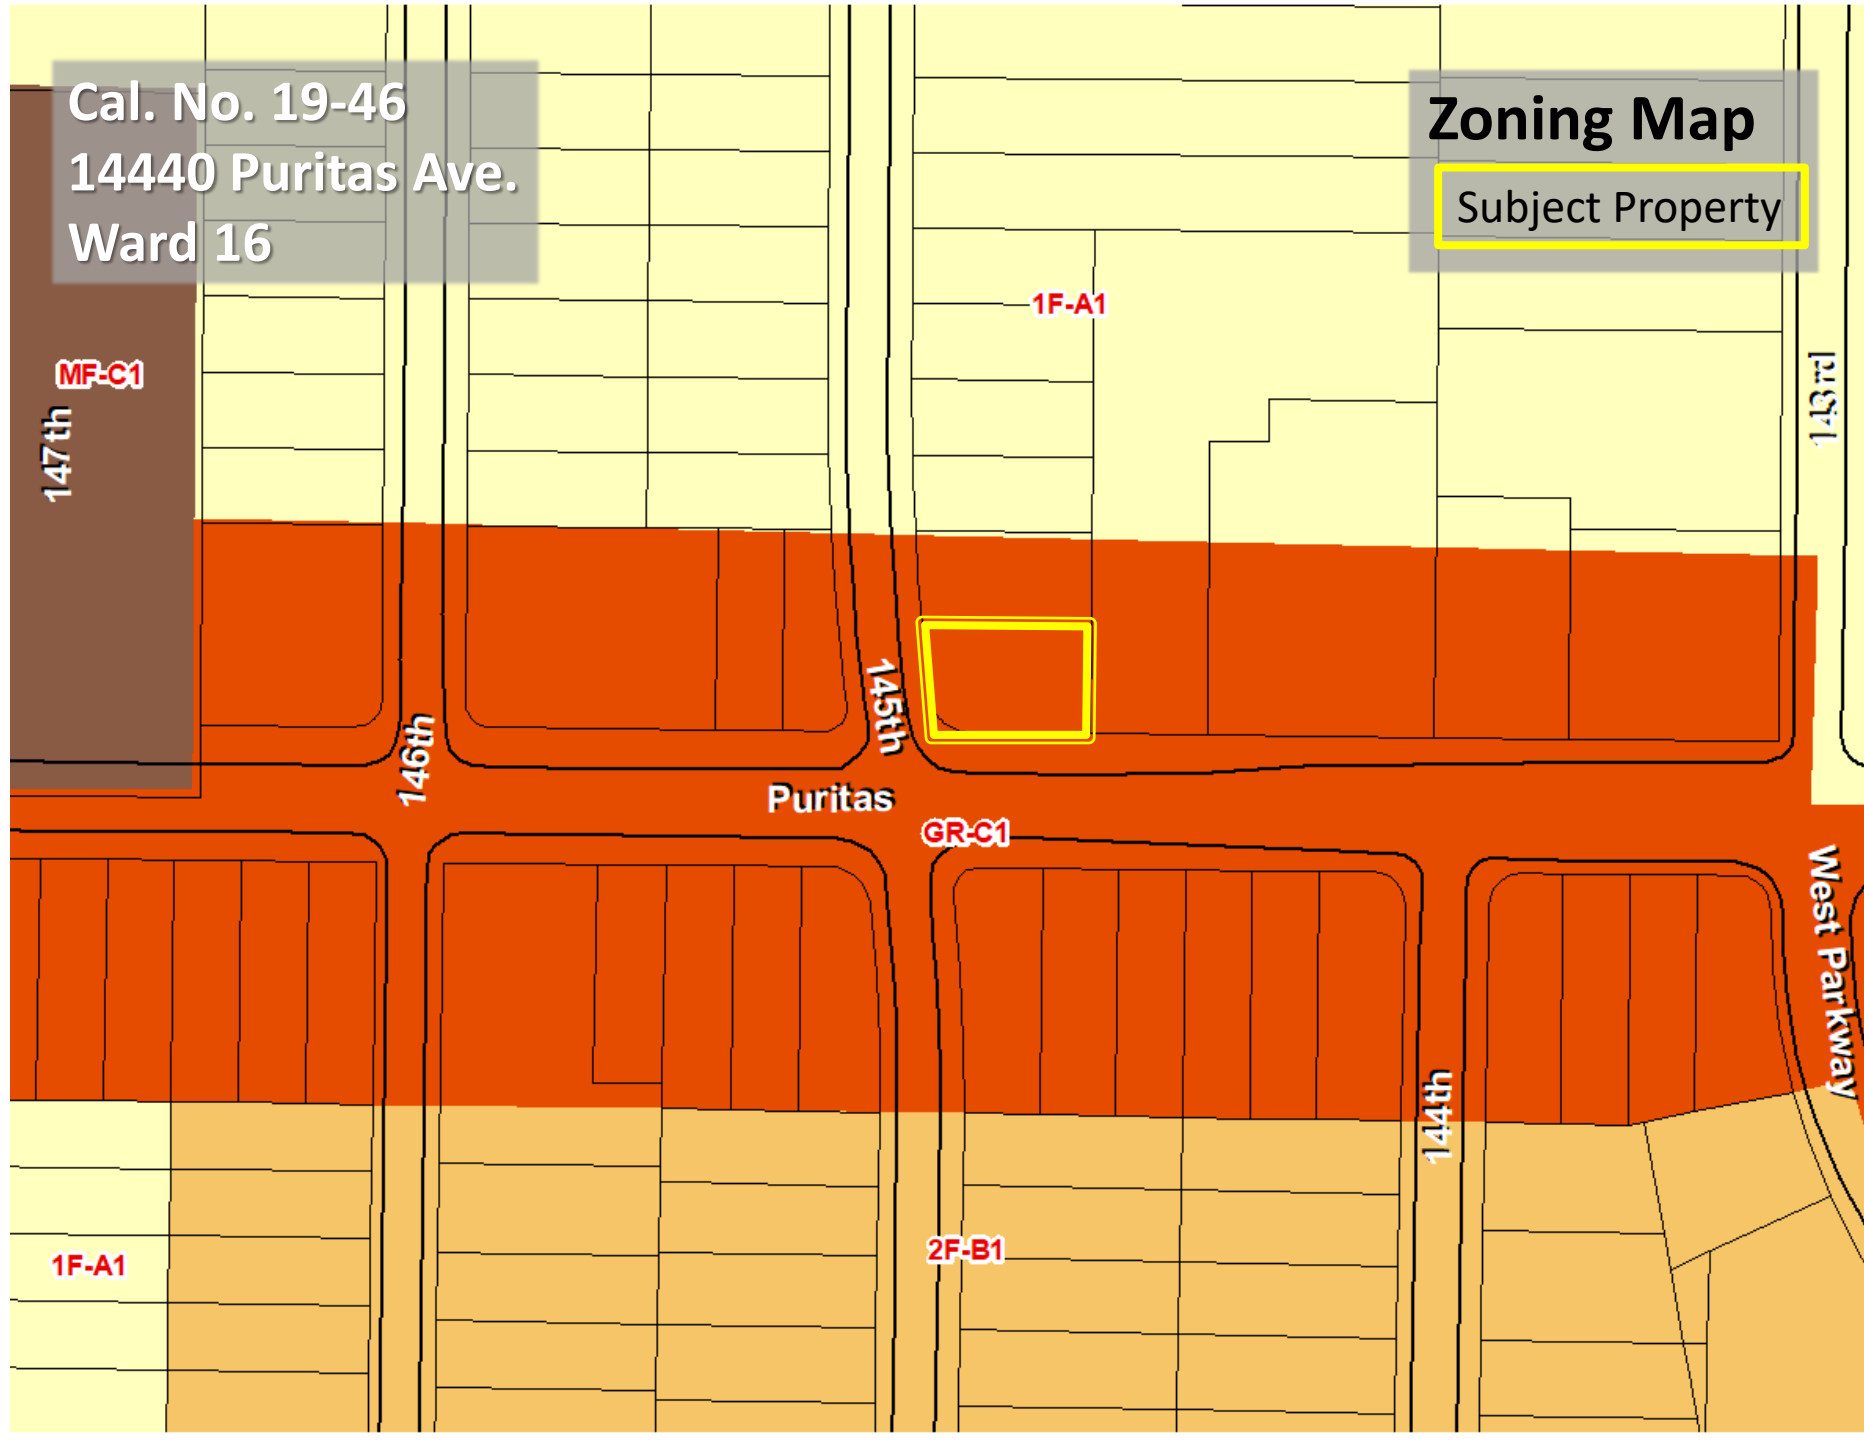 Cal. No. 19-46
14440 Puritas Ave.
Ward 16
Zoning Map
Subject Property
1F-A1
MF-C1
147th
143rd
145th
146th
Puritas
GR-C1
West Parkway
144th
2F-B1
1F-A1